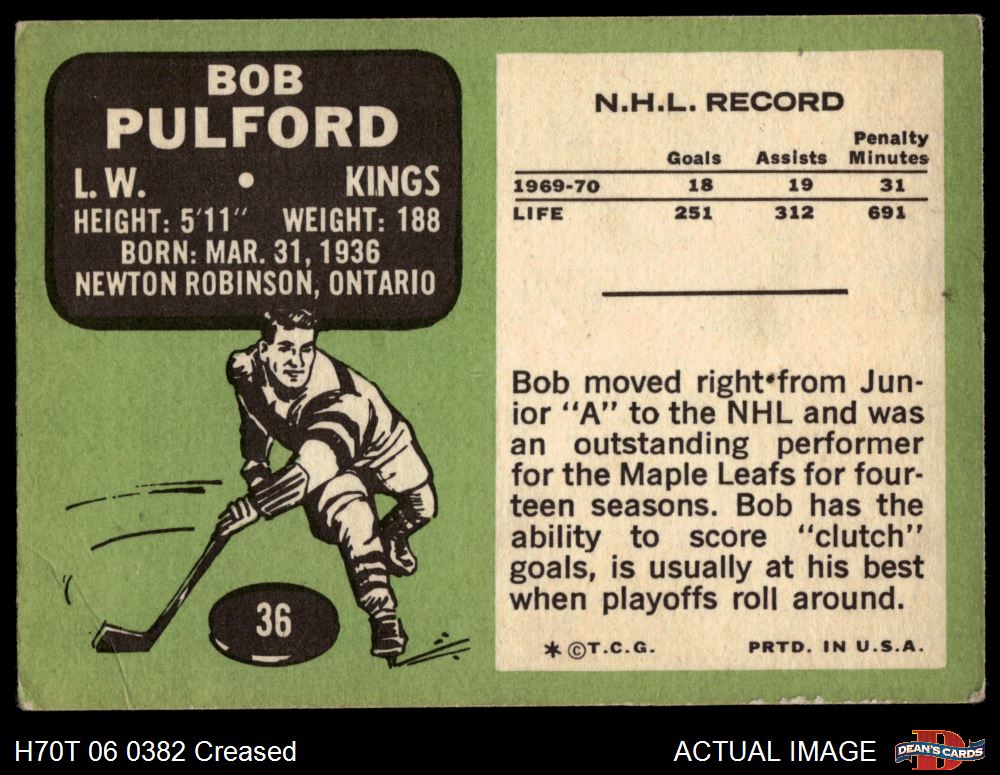 BOB
PULFORD
L. W. • KINGS
HEIGHT: 5'11" WEIGHT: 188
BORN: MAR. 31, 1936
NEWTON ROBINSON, ONTARIO
36
N.H.L. RECORD
Goals Assists Penalty Minutes
1969-70 18 19 31
LIFE 251 312 691
Bob moved right from Jun-
ior "A" to the NHL and was
an outstanding performer
for the Maple Leafs for four-
teen seasons. Bob has the
ability to score "clutch"
goals, is usually at his best
when playoffs roll around.
* ©T.C.G. PRTD. IN U.S.A.
H70T 06 0382 Creased
ACTUAL IMAGE
DEAN'S CARDS